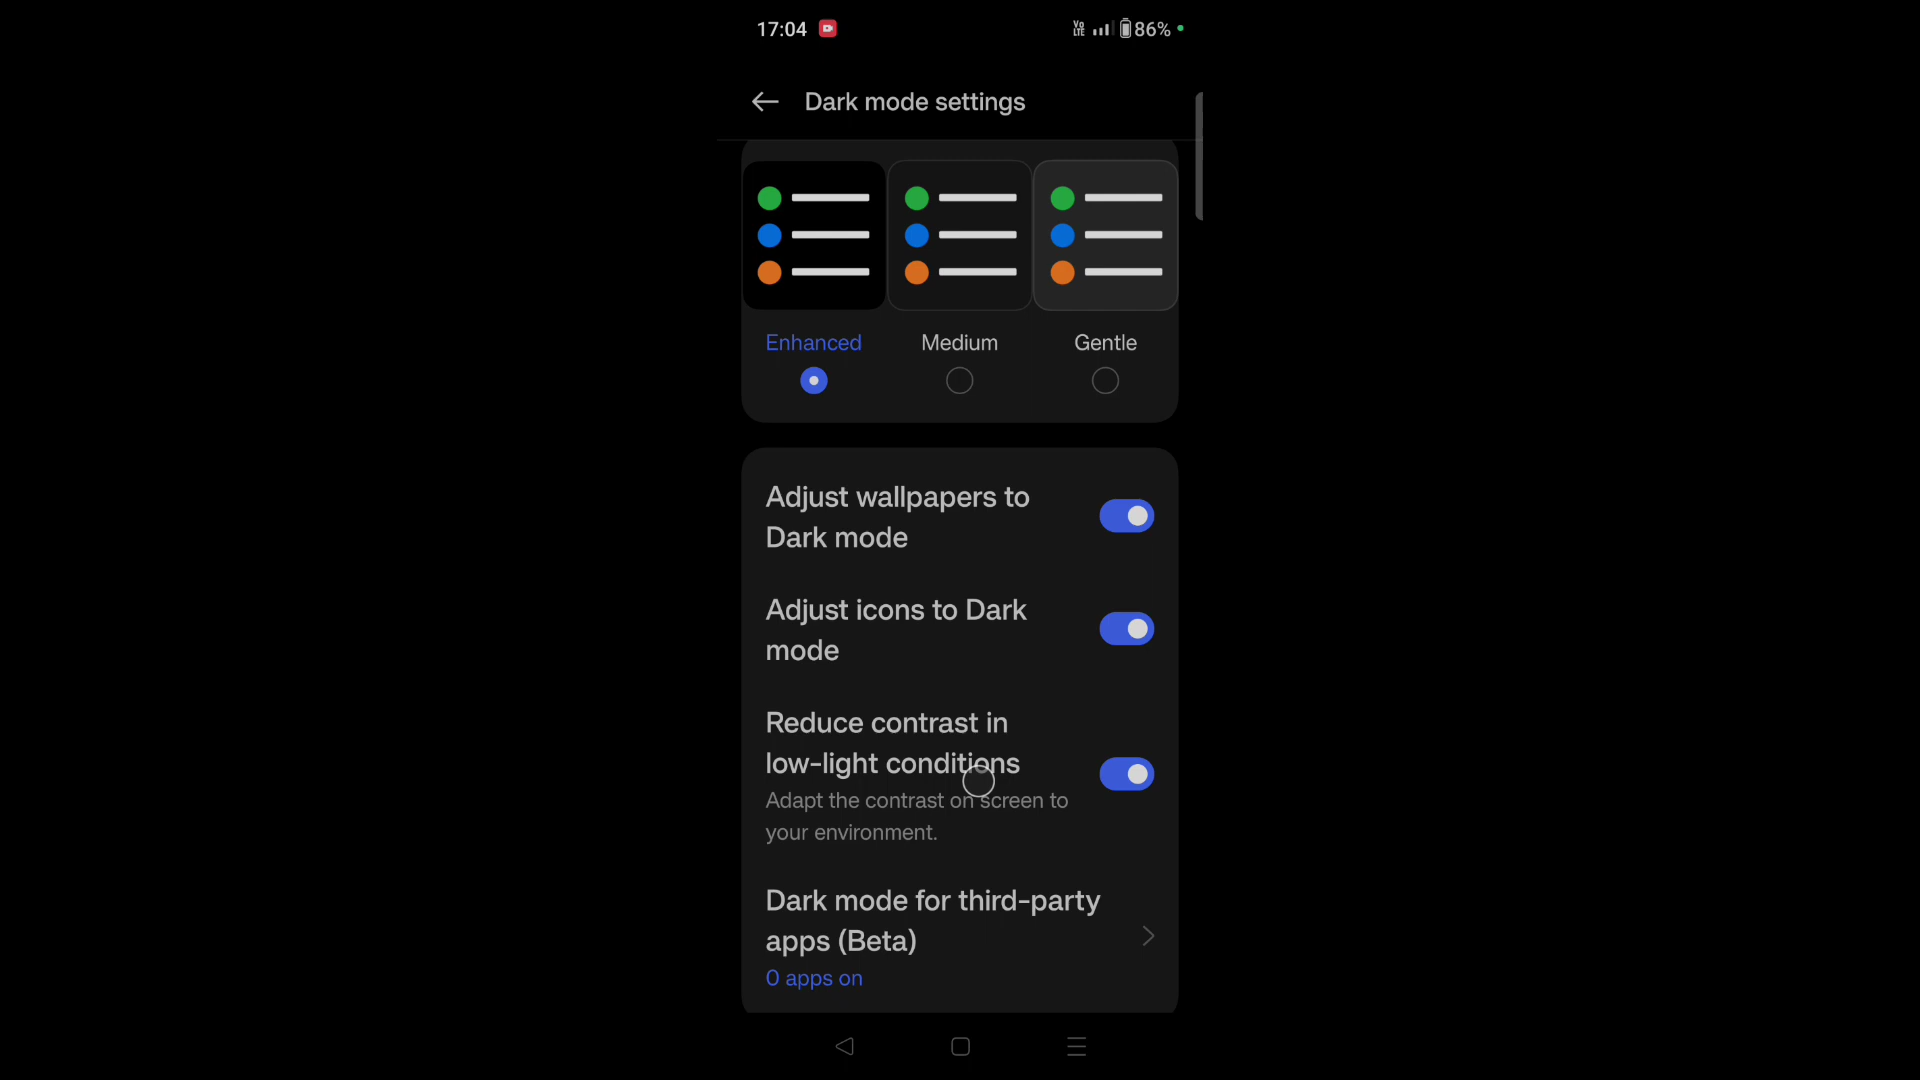 17:04
Vo LTE 86%
Dark mode settings
Enhanced Medium Gentle
Adjust wallpapers to
Dark mode
Adjust icons to Dark
mode
Reduce contrast in
low-light conditions
Adapt the contrast on screen to
your environment.
Dark mode for third-party
apps (Beta)
0 apps on